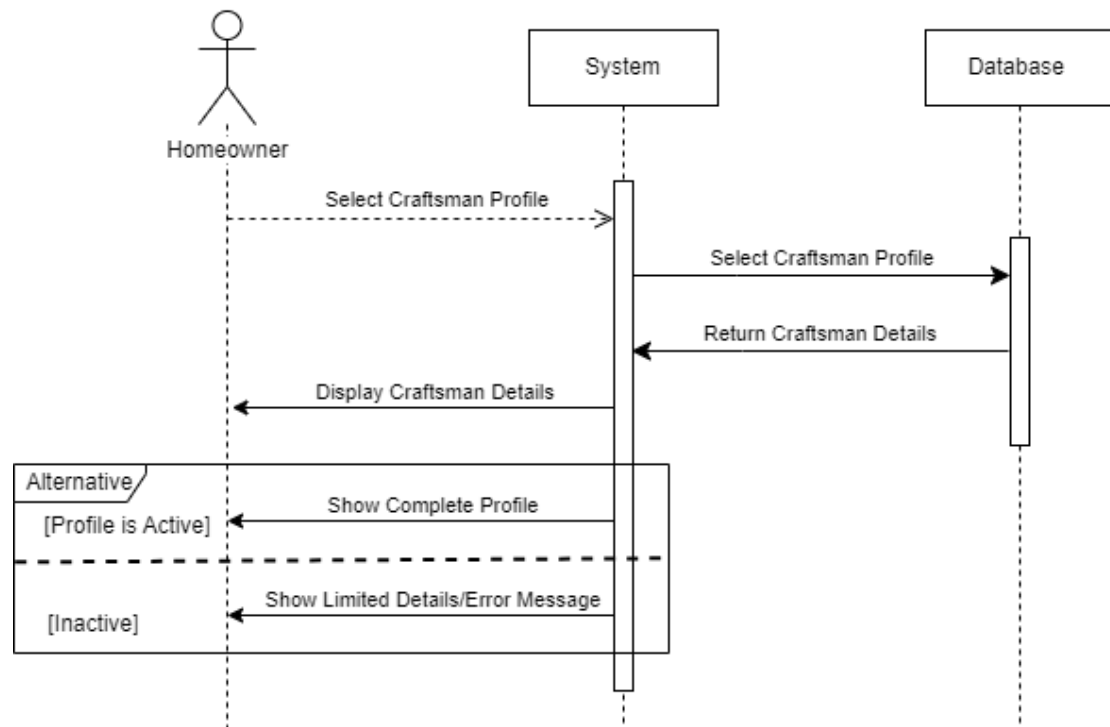 System
Database
Homeowner
Select Craftsman Profile
Select Craftsman Profile
Return Craftsman Details
Display Craftsman Details
Alternative
Show Complete Profile
[Profile is Active]
Show Limited Details/Error Message
[Inactive]